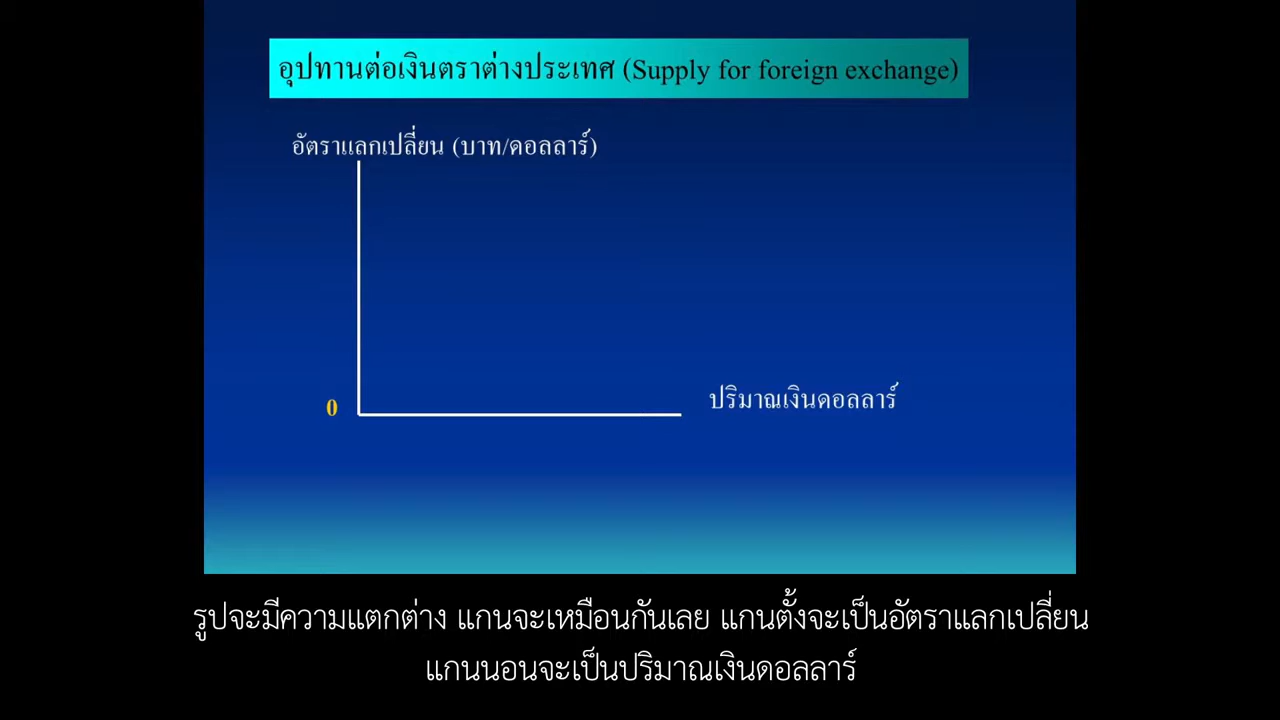 อุปทานต่อเงินตราต่างประเทศ (Supply for foreign exchange)
อัตราแลกเปลี่ยน (บาท/ดอลลาร์)
0
ปริมาณเงินดอลลาร์
รูปจะมีความแตกต่าง แกนจะเหมือนกันเลย แกนตั้งจะเป็นอัตราแลกเปลี่ยน
แกนนอนจะเป็นปริมาณเงินดอลลาร์